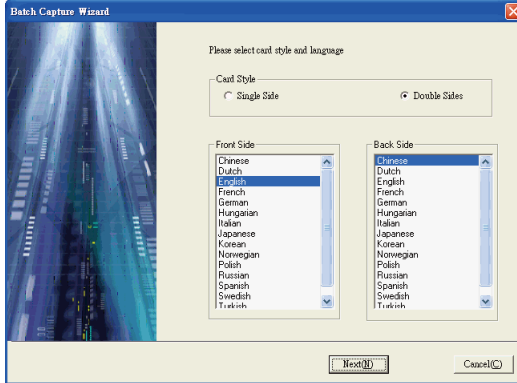 Batch Capture Wizard
Please select card style and language
Card Style
Single Side
Double Sides
Front Side
Chinese
Dutch
English
French
German
Hungarian
Italian
Japanese
Korean
Norwegian
Polish
Russian
Spanish
Swedish
Turkish
Back Side
Chinese
Dutch
English
French
German
Hungarian
Italian
Japanese
Korean
Norwegian
Polish
Russian
Spanish
Swedish
Turkish
Next(N)
Cancel(C)